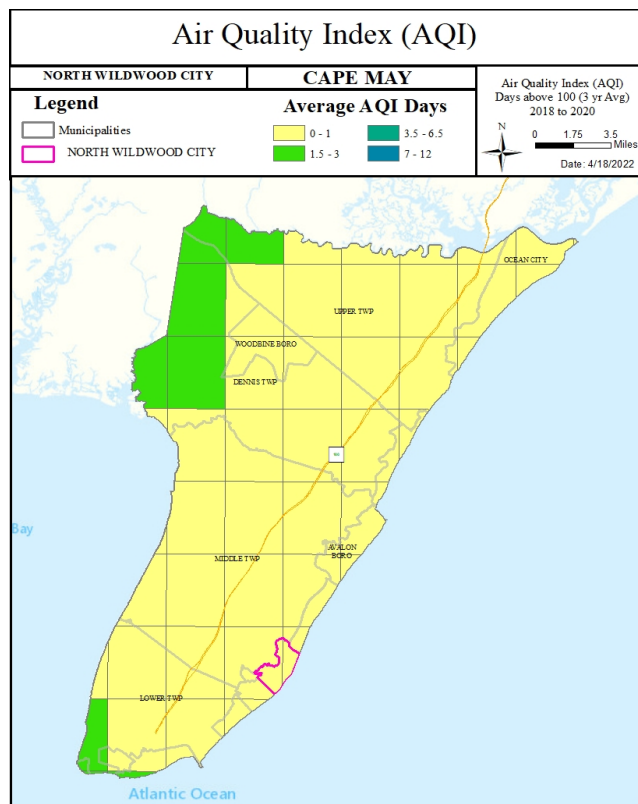 Air Quality Index (AQI)
NORTH WILDWOOD CITY
CAPE MAY
Legend
Municipalities
NORTH WILDWOOD CITY
Average AQI Days
0 - 1
3.5 - 6.5
1.5 - 3
7 - 12
Air Quality Index (AQI)
Days above 100 (3 yr Avg)
2018 to 2020
N
0 1.75 3.5
Miles
Date: 4/18/2022
OCEAN CITY
UPPER TWP
WOODBINE BORO
DENNIS TWP
Bay
AVALON
BORO
MIDDLE TWP
LOWER TWP
Atlantic Ocean